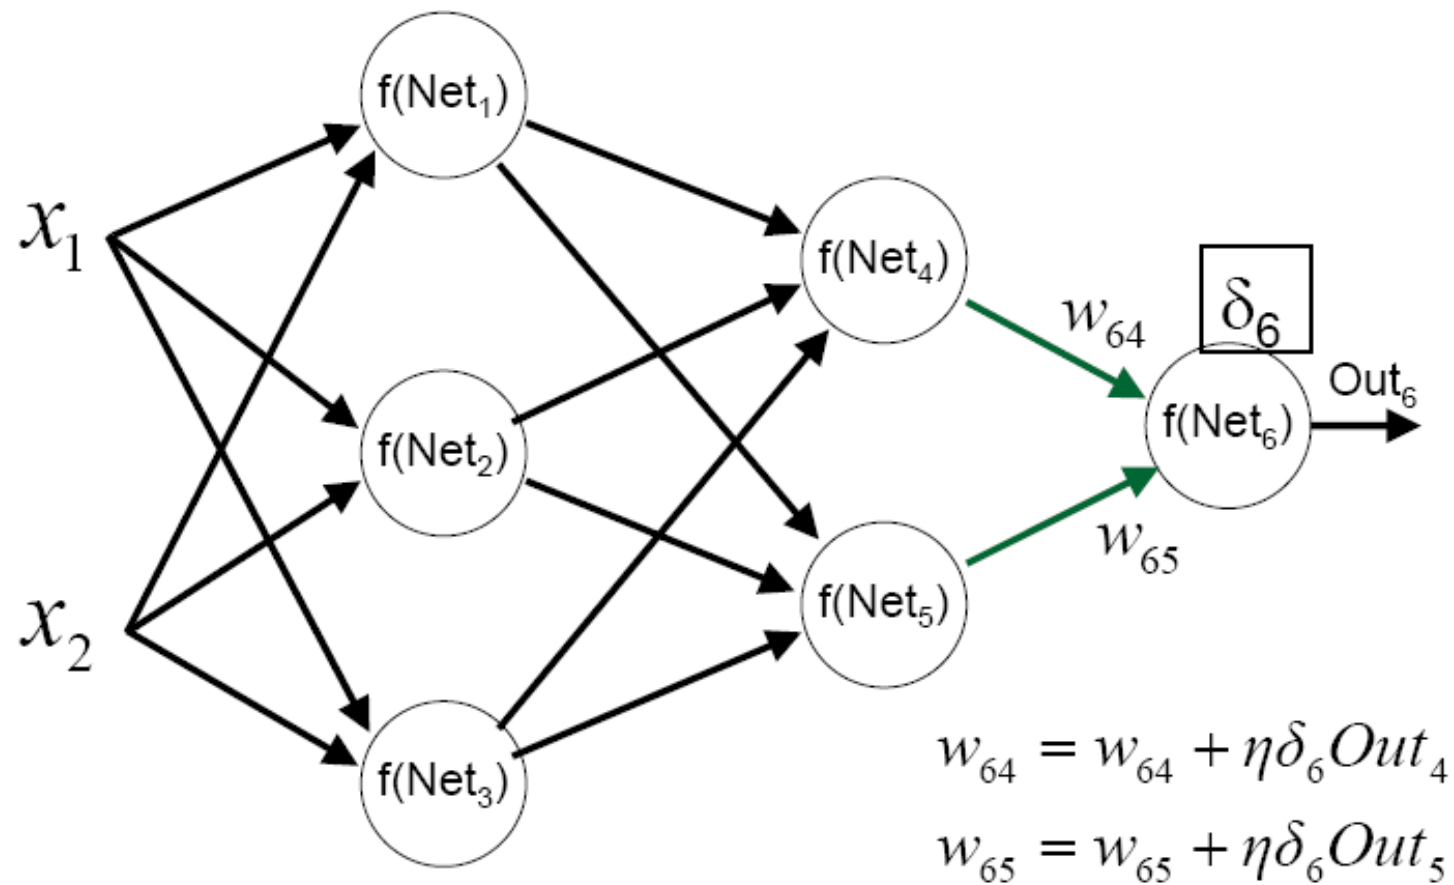 f(Net₁)
x₁
f(Net₄)
w₆₄
δ₆
Out₆
f(Net₆)
f(Net₂)
w₆₅
x₂
f(Net₅)
f(Net₃)
w₆₄ = w₆₄ + ηδ₆Out₄
w₆₅ = w₆₅ + ηδ₆Out₅